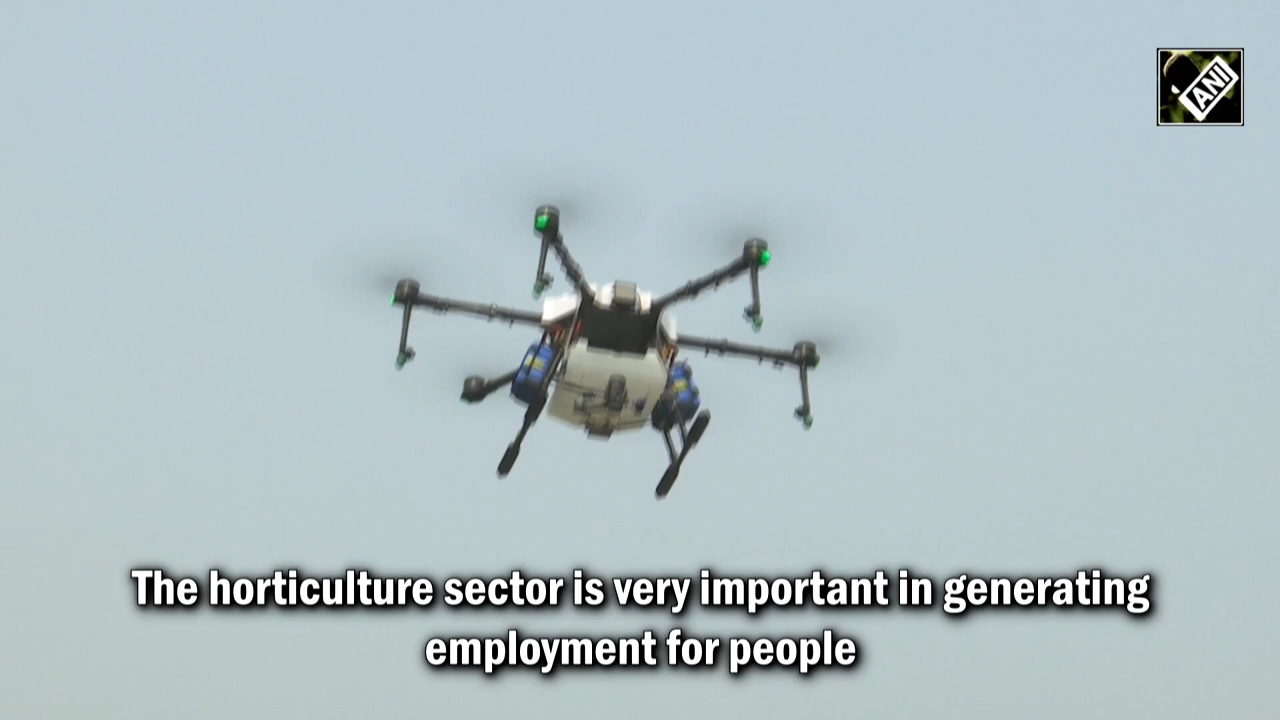 ANI
The horticulture sector is very important in generating
employment for people